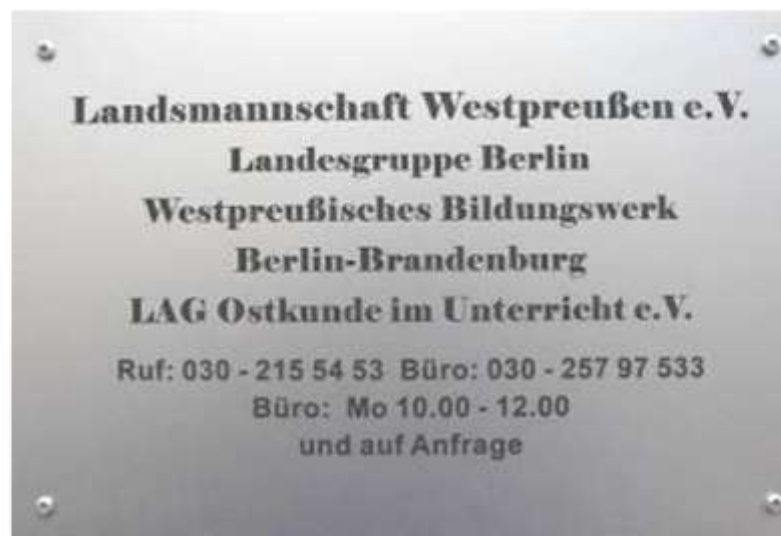 Landsmannschaft Westpreußen e.V.
Landesgruppe Berlin
Westpreußisches Bildungswerk
Berlin-Brandenburg
LAG Ostkunde im Unterricht e.V.
Ruf: 030 - 215 54 53 Büro: 030 - 257 97 533
Büro: Mo 10.00 - 12.00
und auf Anfrage